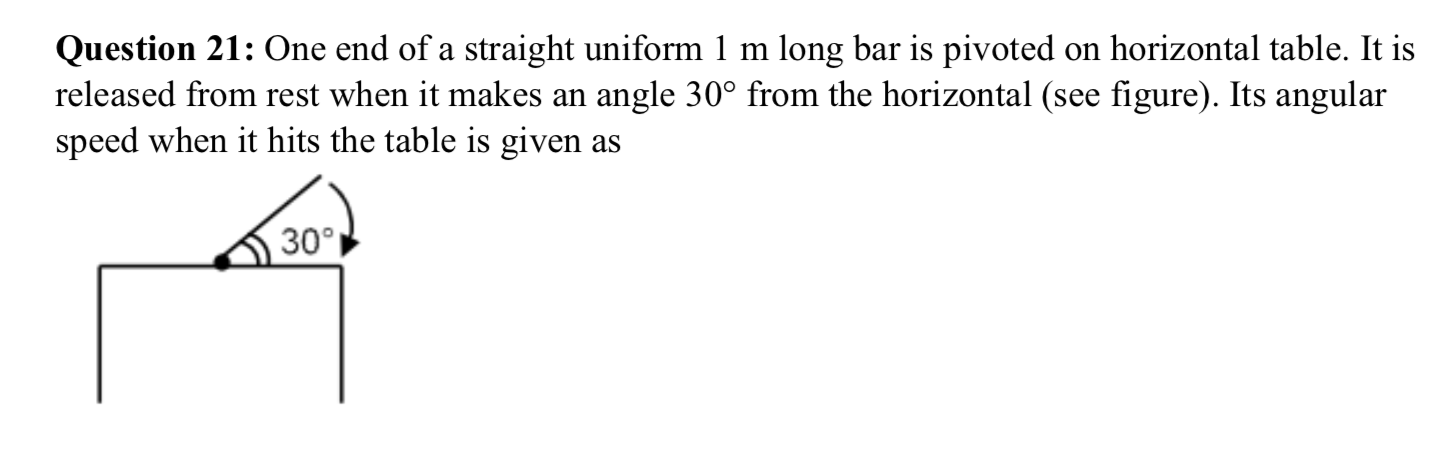 Question 21: One end of a straight uniform 1 m long bar is pivoted on horizontal table. It is
released from rest when it makes an angle 30° from the horizontal (see figure). Its angular
speed when it hits the table is given as
30°